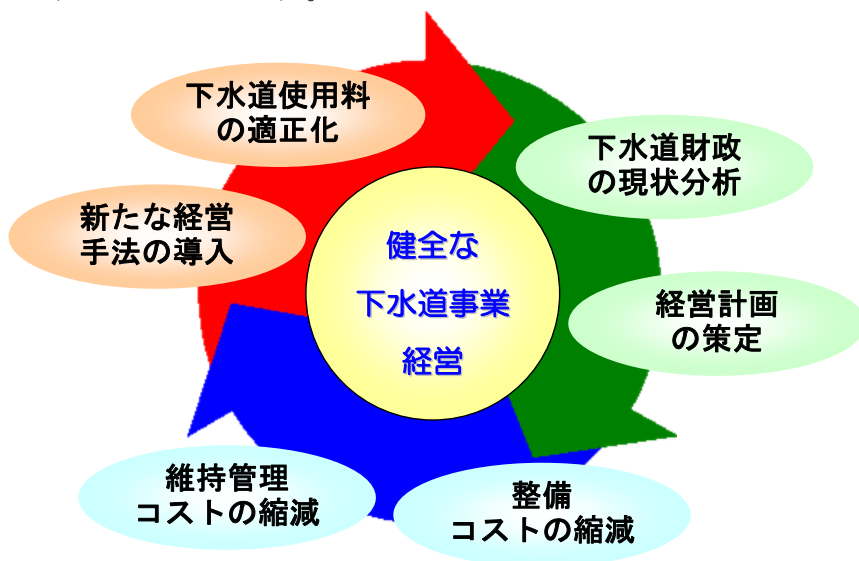 下水道使用料
の適正化
下水道財政
の現状分析
新たな経営
手法の導入
健全な
下水道事業
経営
経営計画
の策定
維持管理
コストの縮減
整備
コストの縮減